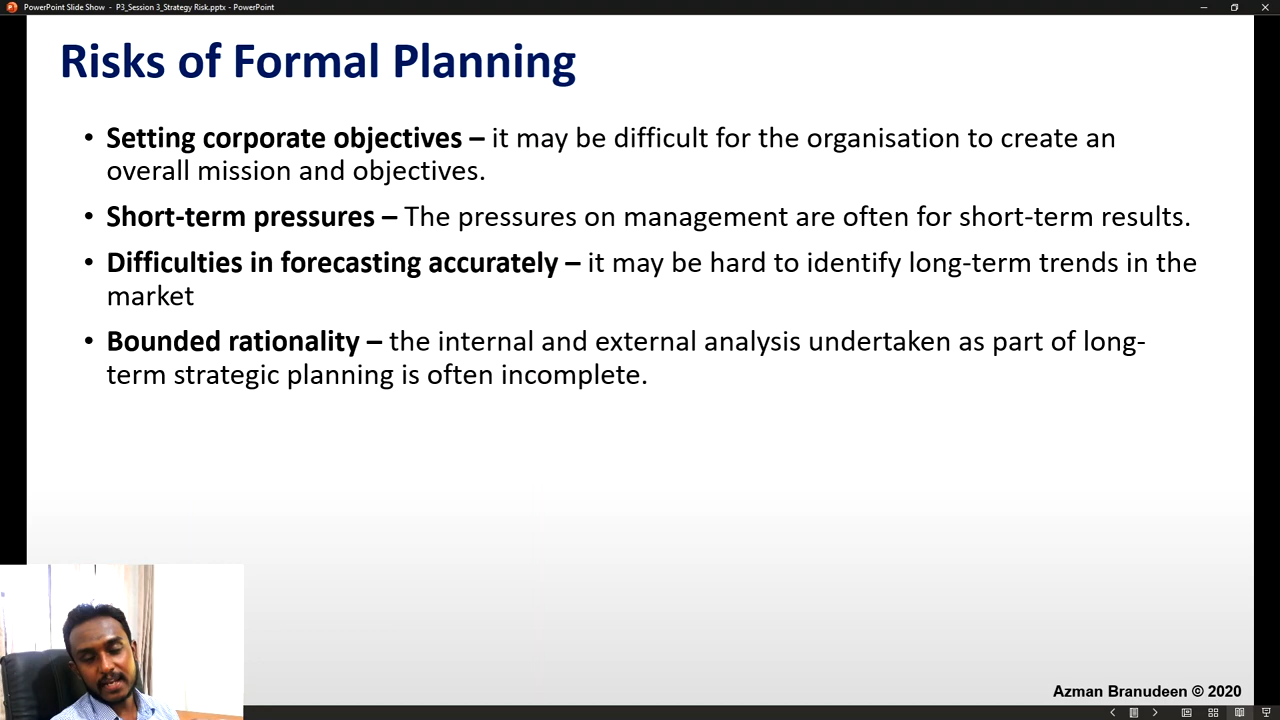 PowerPoint Slide Show - P3_Session 3_Strategy Risk.pptx - PowerPoint
Risks of Formal Planning
• Setting corporate objectives – it may be difficult for the organisation to create an
overall mission and objectives.
• Short-term pressures – The pressures on management are often for short-term results.
• Difficulties in forecasting accurately – it may be hard to identify long-term trends in the
market
• Bounded rationality – the internal and external analysis undertaken as part of long-
term strategic planning is often incomplete.
Azman Branudeen © 2020